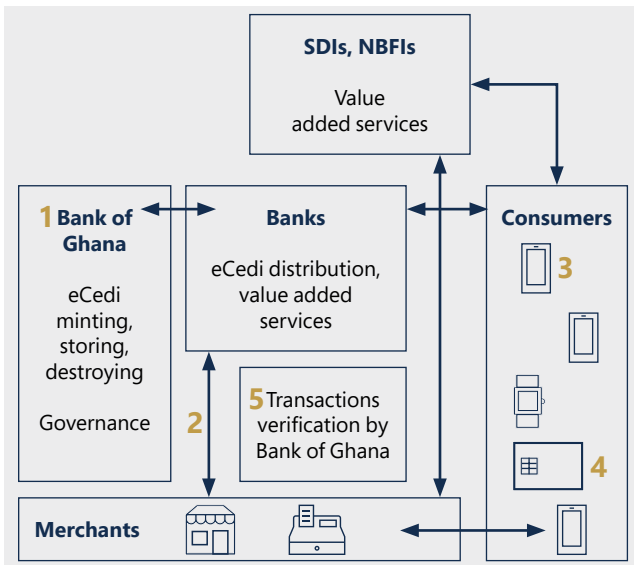 SDIs, NBFIs
Value
added services
1 Bank of
Ghana
eCedi
minting,
storing,
destroying
Governance
Banks
eCedi distribution,
value added
services
Consumers
3
2
5 Transactions
verification by
Bank of Ghana
4
Merchants